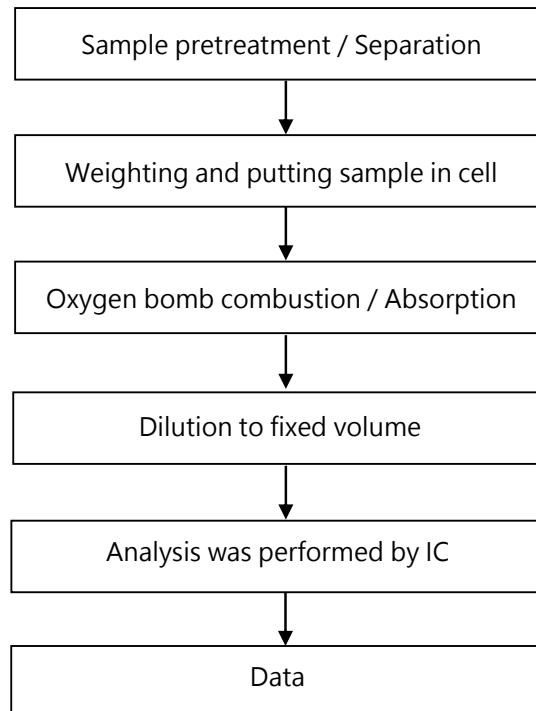 Sample pretreatment / Separation
Weighting and putting sample in cell
Oxygen bomb combustion / Absorption
Dilution to fixed volume
Analysis was performed by IC
Data